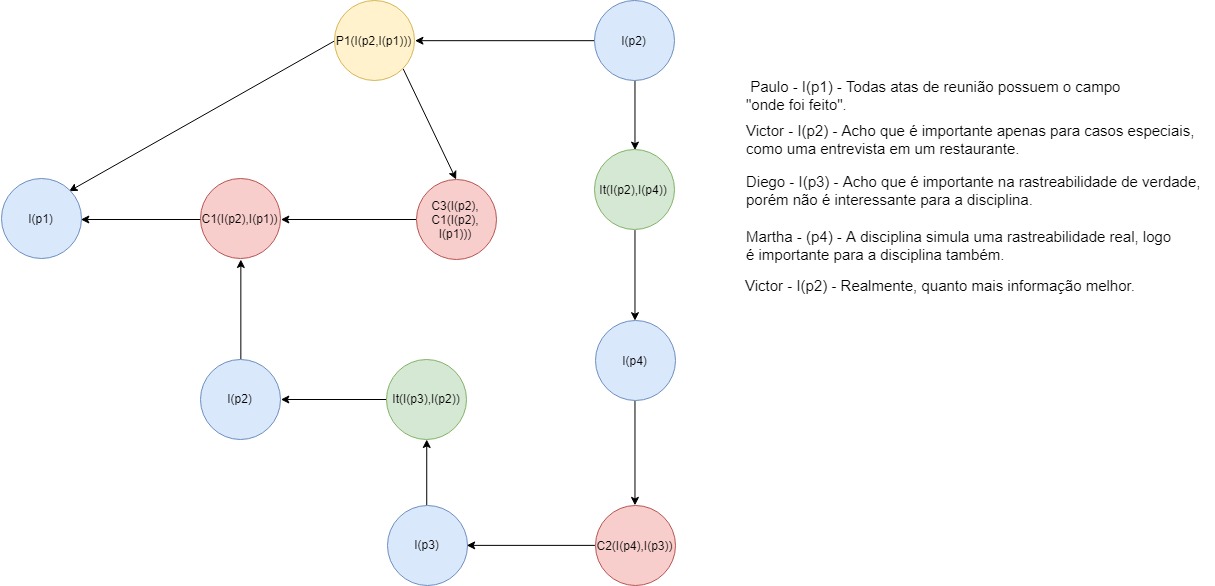 P1(I(p2,I(p1)))
I(p2)
Paulo - I(p1) - Todas atas de reunião possuem o campo
"onde foi feito".
Victor - I(p2) - Acho que é importante apenas para casos especiais,
como uma entrevista em um restaurante.
It(I(p2),I(p4))
Diego - I(p3) - Acho que é importante na rastreabilidade de verdade,
porém não é interessante para a disciplina.
I(p1)
C1(I(p2),I(p1))
C3(I(p2),
C1(I(p2),
I(p1)))
Martha - (p4) - A disciplina simula uma rastreabilidade real, logo
é importante para a disciplina também.
Victor - I(p2) - Realmente, quanto mais informação melhor.
I(p4)
I(p2)
It(I(p3),I(p2))
I(p3)
C2(I(p4),I(p3))